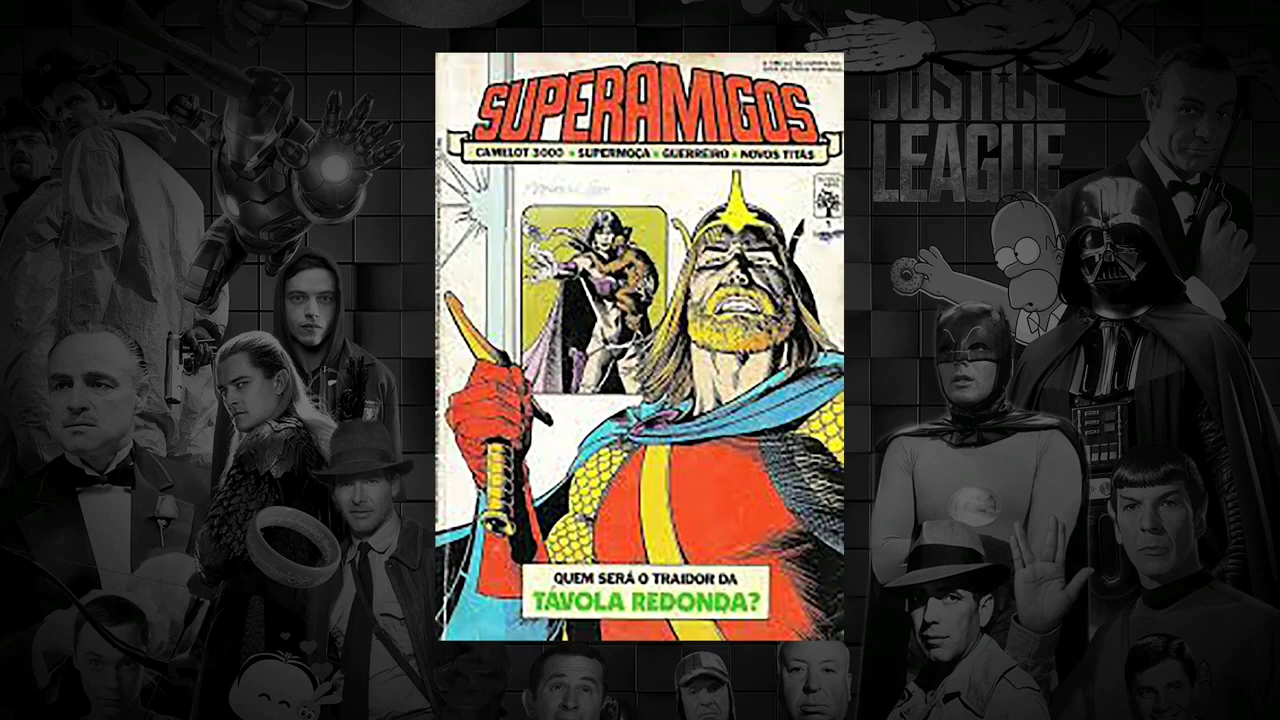 SUPERAMIGOS
CAMELOT 3000 • SUPERMOÇA • GUERREIRO • NOVOS TITÃS
JUSTICE
LEAGUE
QUEM SERÁ O TRAIDOR DA
TÁVOLA REDONDA?